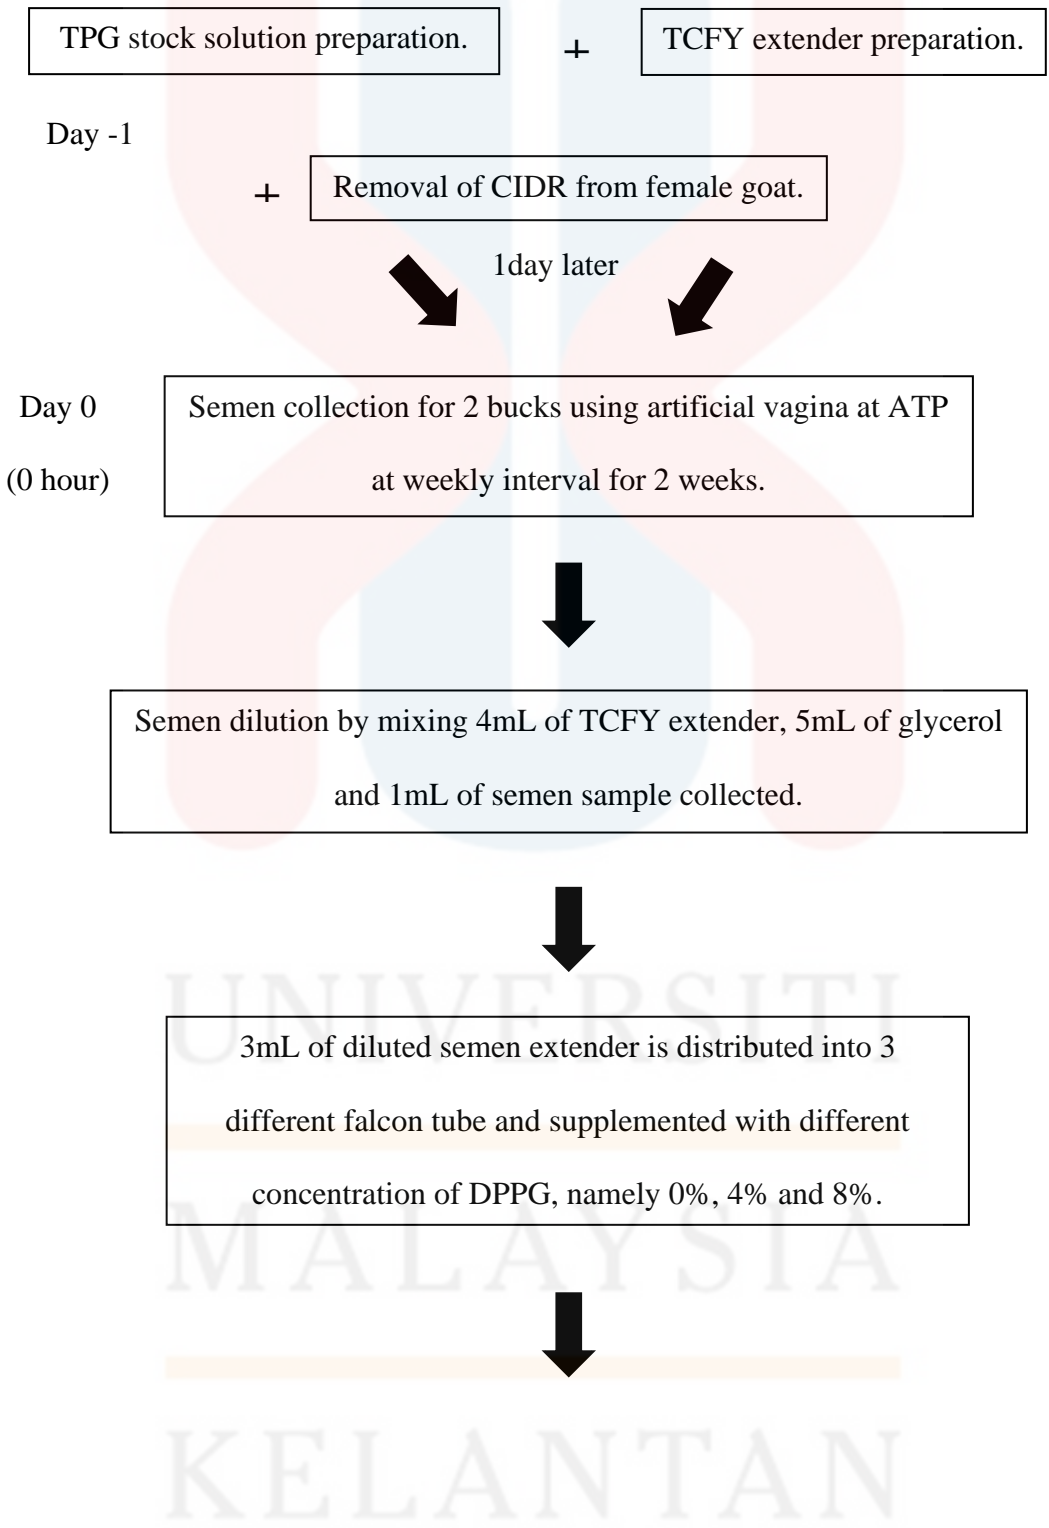 TPG stock solution preparation.
+
TCFY extender preparation.
Day -1
+
Removal of CIDR from female goat.
1day later
Day 0
(0 hour)
Semen collection for 2 bucks using artificial vagina at ATP
at weekly interval for 2 weeks.
Semen dilution by mixing 4mL of TCFY extender, 5mL of glycerol
and 1mL of semen sample collected.
3mL of diluted semen extender is distributed into 3
different falcon tube and supplemented with different
concentration of DPPG, namely 0%, 4% and 8%.
UNIVERSITI
MALAYSIA
KELANTAN